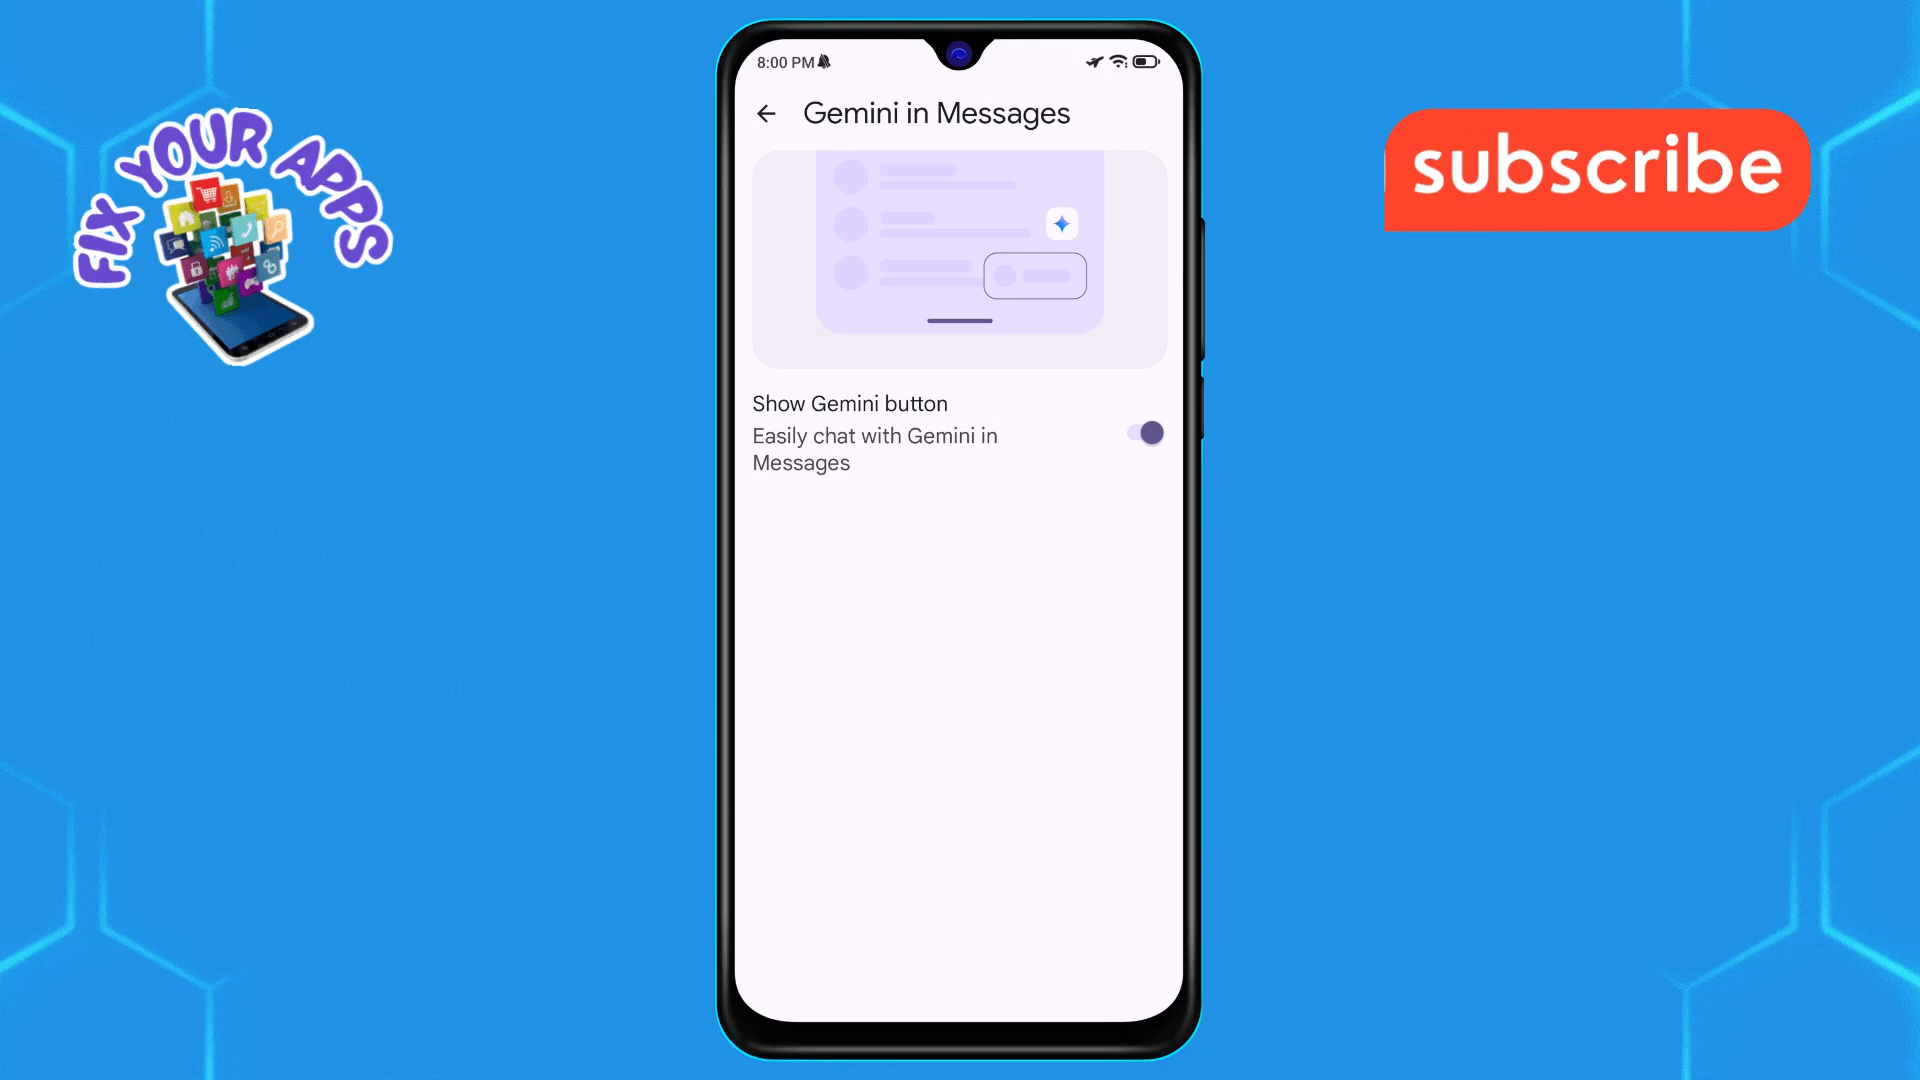 FIX YOUR APPS
8:00 PM
Gemini in Messages
Show Gemini button
Easily chat with Gemini in
Messages
subscribe